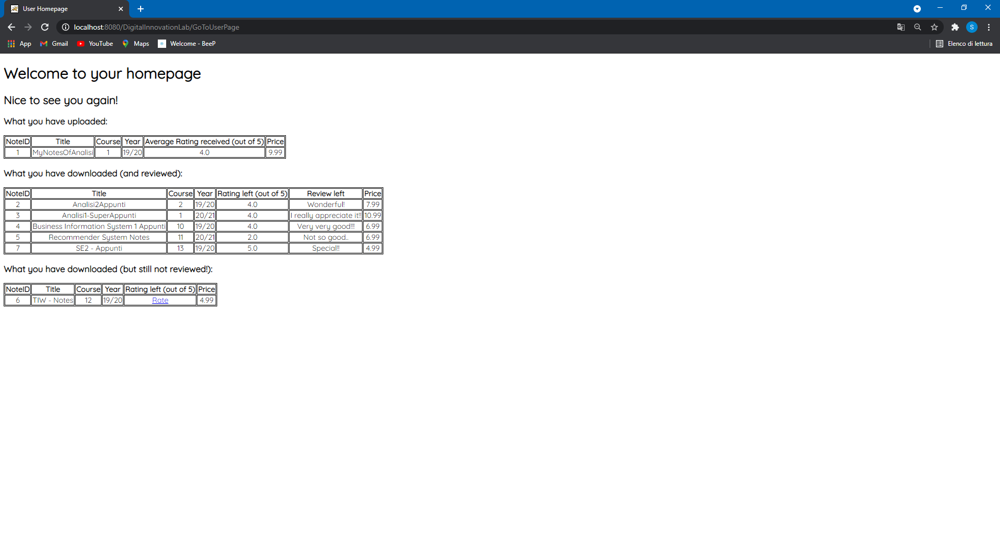 User Homepage
localhost:8080/DigitalInnovationLab/GoToUserPage
S
App Gmail YouTube Maps Welcome - BeeP Elenco di lettura
Welcome to your homepage
Nice to see you again!
What you have uploaded:
NoteID Title Course Year Average Rating received (out of 5) Price
1 MyNotesOfAnalisi 1 19/20 4.0 9.99
What you have downloaded (and reviewed):
NoteID Title Course Year Rating left (out of 5) Review left Price
2 Analisi2Appunti 2 19/20 4.0 Wonderful! 7.99
3 Analisi1-SuperAppunti 1 20/21 4.0 I really appreciate it!! 10.99
4 Business Information System 1 Appunti 10 19/20 4.0 Very very good!!! 6.99
5 Recommender System Notes 11 20/21 2.0 Not so good.. 6.99
7 SE2 - Appunti 13 19/20 5.0 Special!! 4.99
What you have downloaded (but still not reviewed!):
NoteID Title Course Year Rating left (out of 5) Price
6 TIW - Notes 12 19/20 Rate 4.99